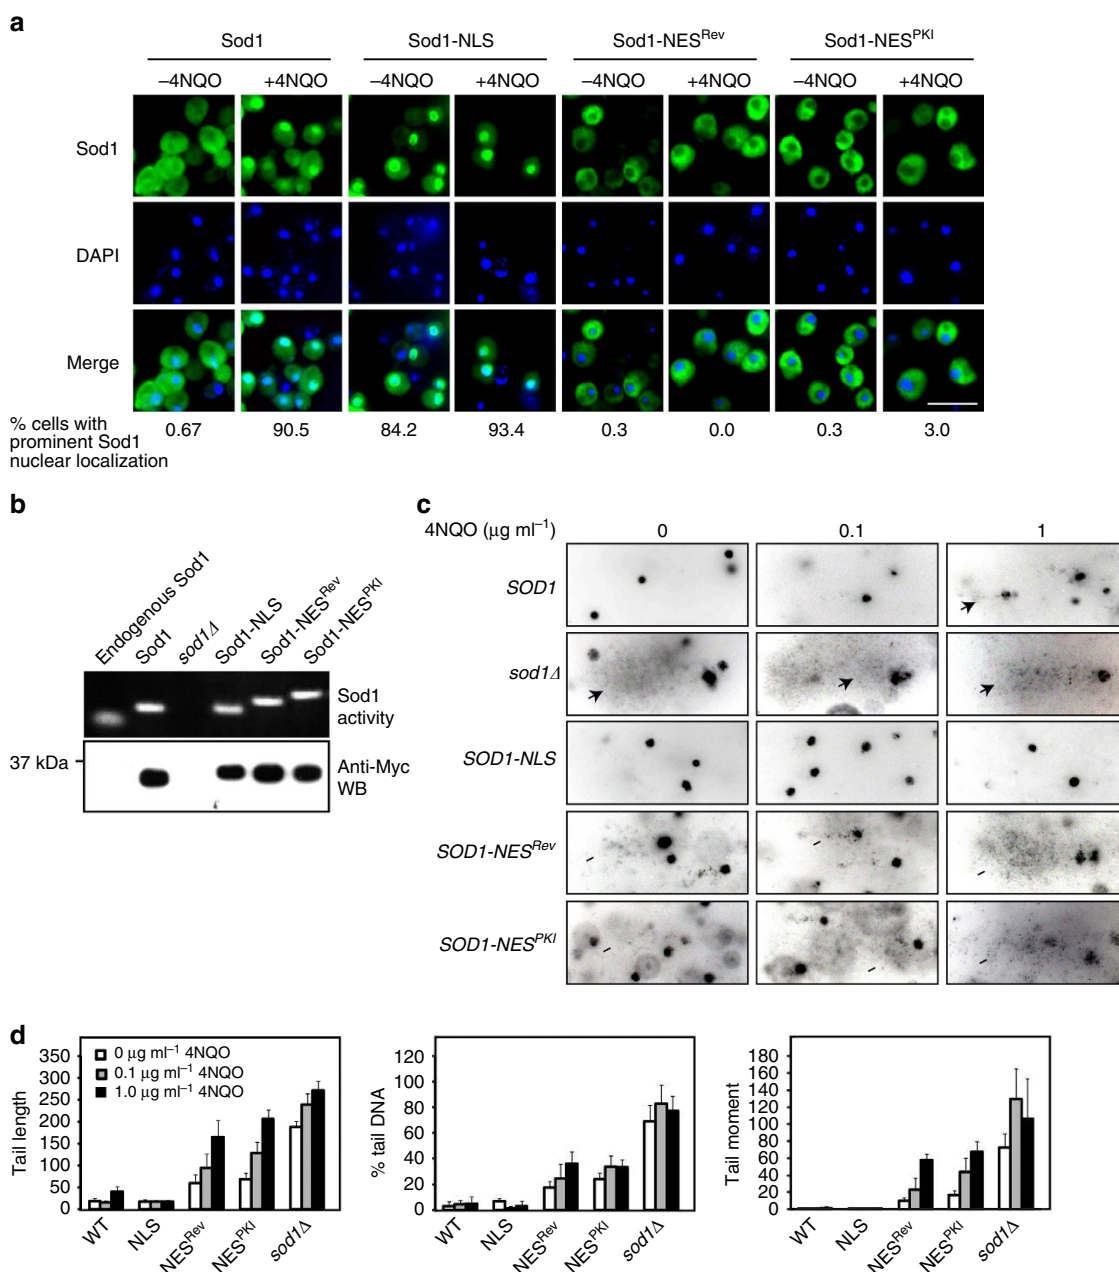 a
Sod1 Sod1-NLS Sod1-NES^Rev Sod1-NES^PKI
–4NQO +4NQO –4NQO +4NQO –4NQO +4NQO –4NQO +4NQO
Sod1
DAPI
Merge
% cells with
prominent Sod1
nuclear localization
0.67 90.5 84.2 93.4 0.3 0.0 0.3 3.0
b
Endogenous Sod1
Sod1
sod1Δ
Sod1-NLS
Sod1-NES^Rev
Sod1-NES^PKI
Sod1
activity
37 kDa
Anti-Myc
WB
c
4NQO (μg ml⁻¹) 0 0.1 1
SOD1
sod1Δ
SOD1-NLS
SOD1-NES^Rev
SOD1-NES^PKI
d
Tail length
350
300
250
200
150
100
50
0
0 μg ml⁻¹ 4NQO
0.1 μg ml⁻¹ 4NQO
1.0 μg ml⁻¹ 4NQO
WT NLS NES^Rev NES^PKI sod1Δ
% tail DNA
120
100
80
60
40
20
0
WT NLS NES^Rev NES^PKI sod1Δ
Tail moment
180
160
140
120
100
80
60
40
20
0
WT NLS NES^Rev NES^PKI sod1Δ